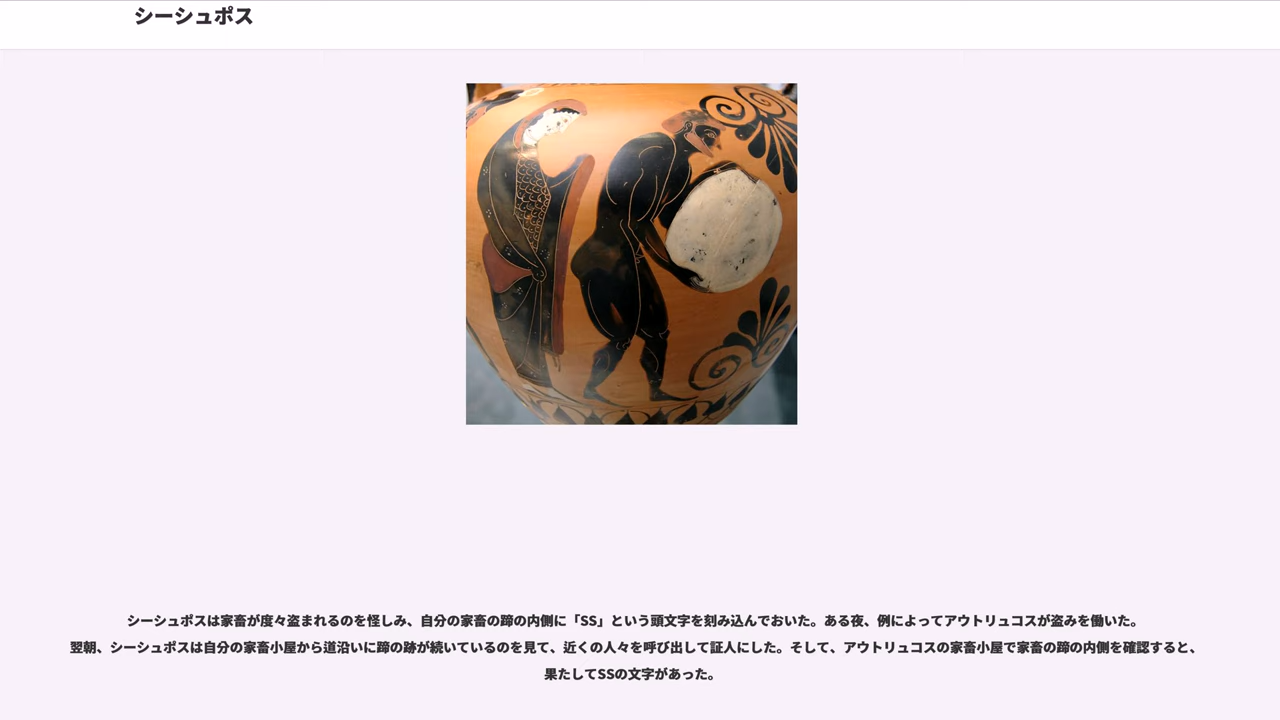 シーシュポス
シーシュポスは家畜が度々盗まれるのを怪しみ、自分の家畜の蹄の内側に「SS」という頭文字を刻み込んでおいた。ある夜、例によってアウトリュコスが盗みを働いた。
翌朝、シーシュポスは自分の家畜小屋から道沿いに蹄の跡が続いているのを見て、近くの人々を呼び出して証人にした。そして、アウトリュコスの家畜小屋で家畜の蹄の内側を確認すると、
果たしてSSの文字があった。